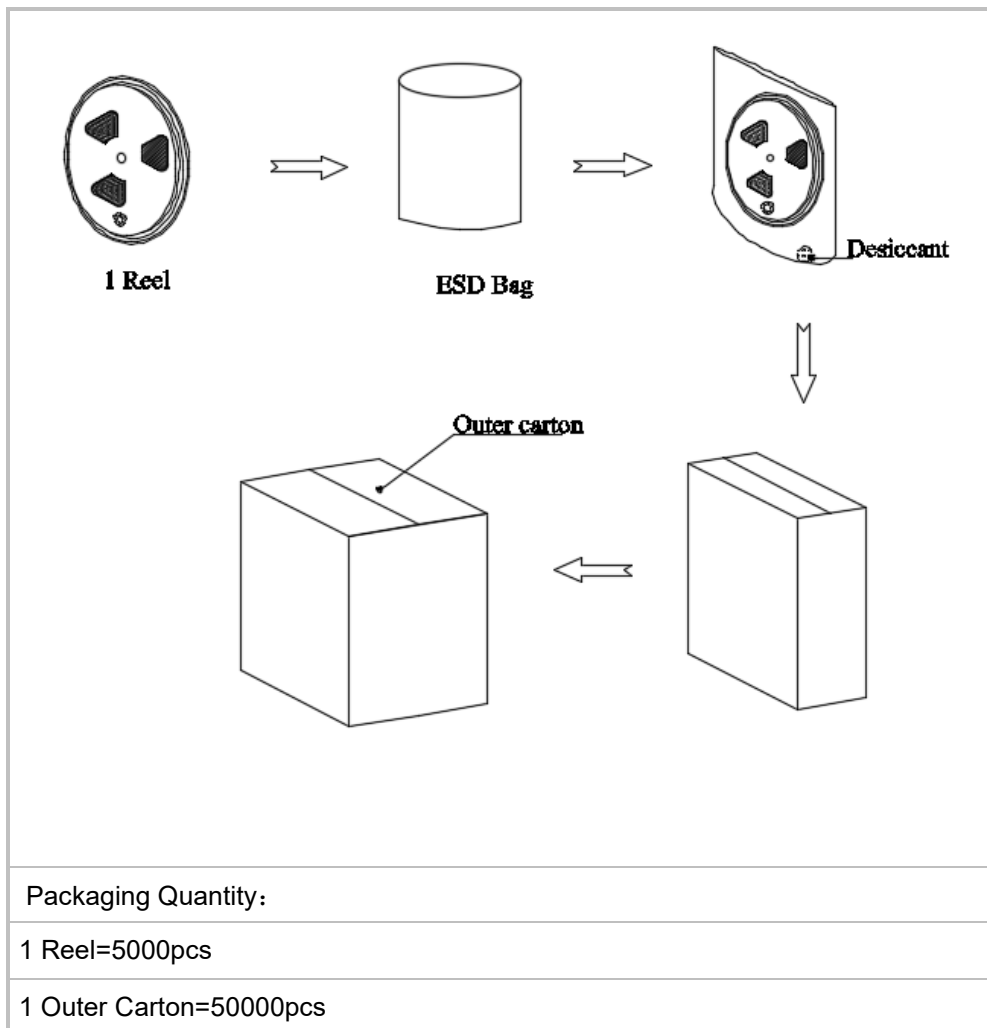 1 Reel
ESD Bag
Desiccant
Outer carton
Packaging Quantity：
1 Reel=5000pcs
1 Outer Carton=50000pcs